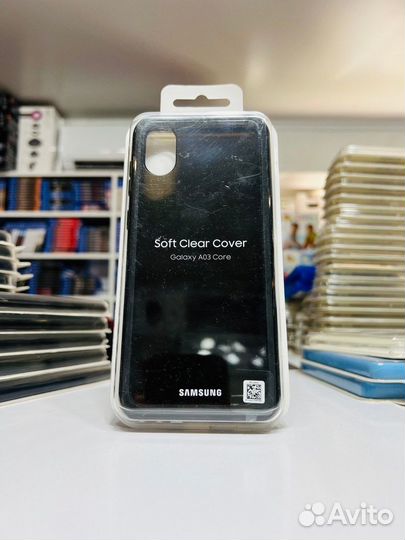 Soft Clear Cover
Galaxy A03 Core
SAMSUNG
Avito